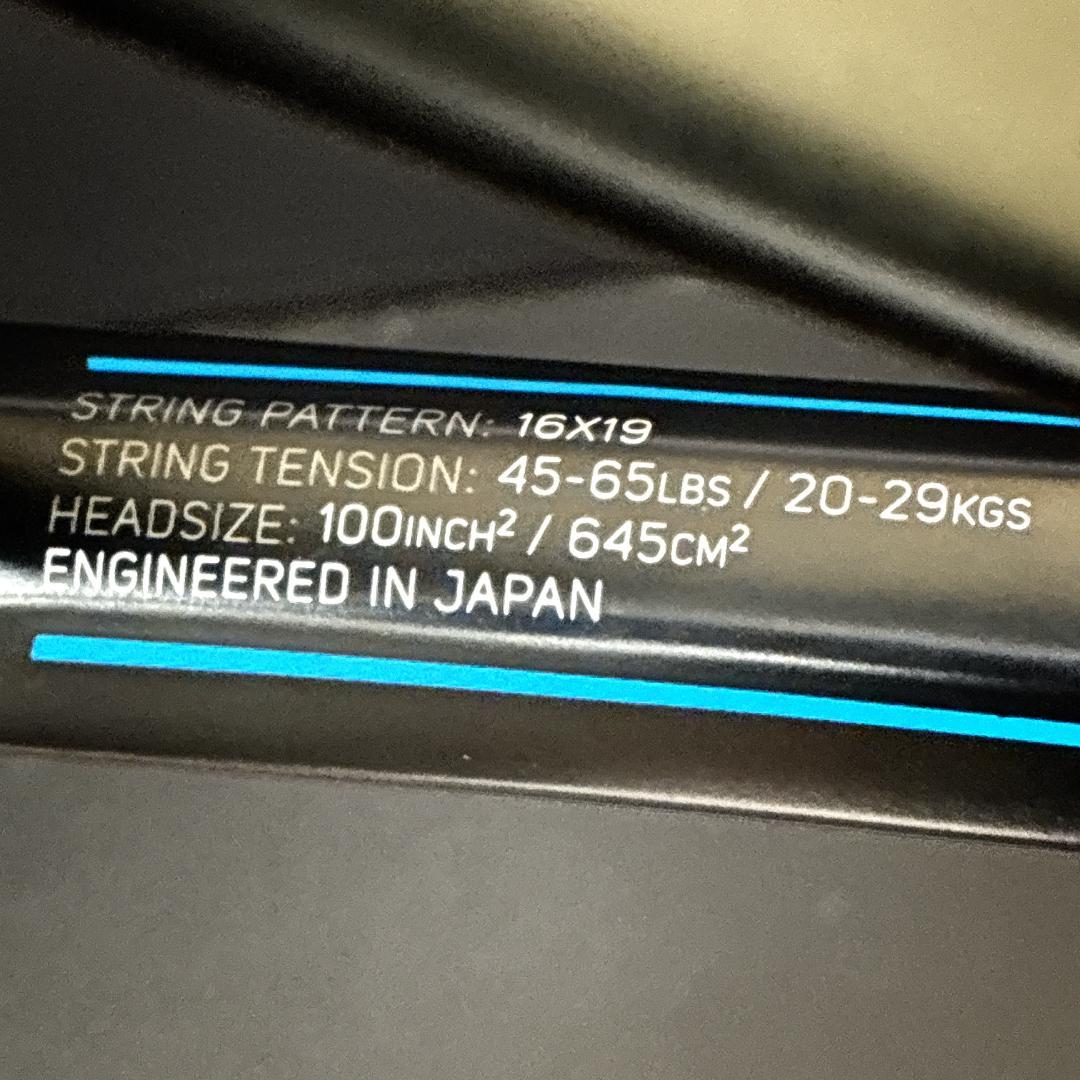 STRING PATTERN: 16X19
STRING TENSION: 45-65LBS / 20-29KGS
HEADSIZE: 100INCH² / 645CM²
ENGINEERED IN JAPAN